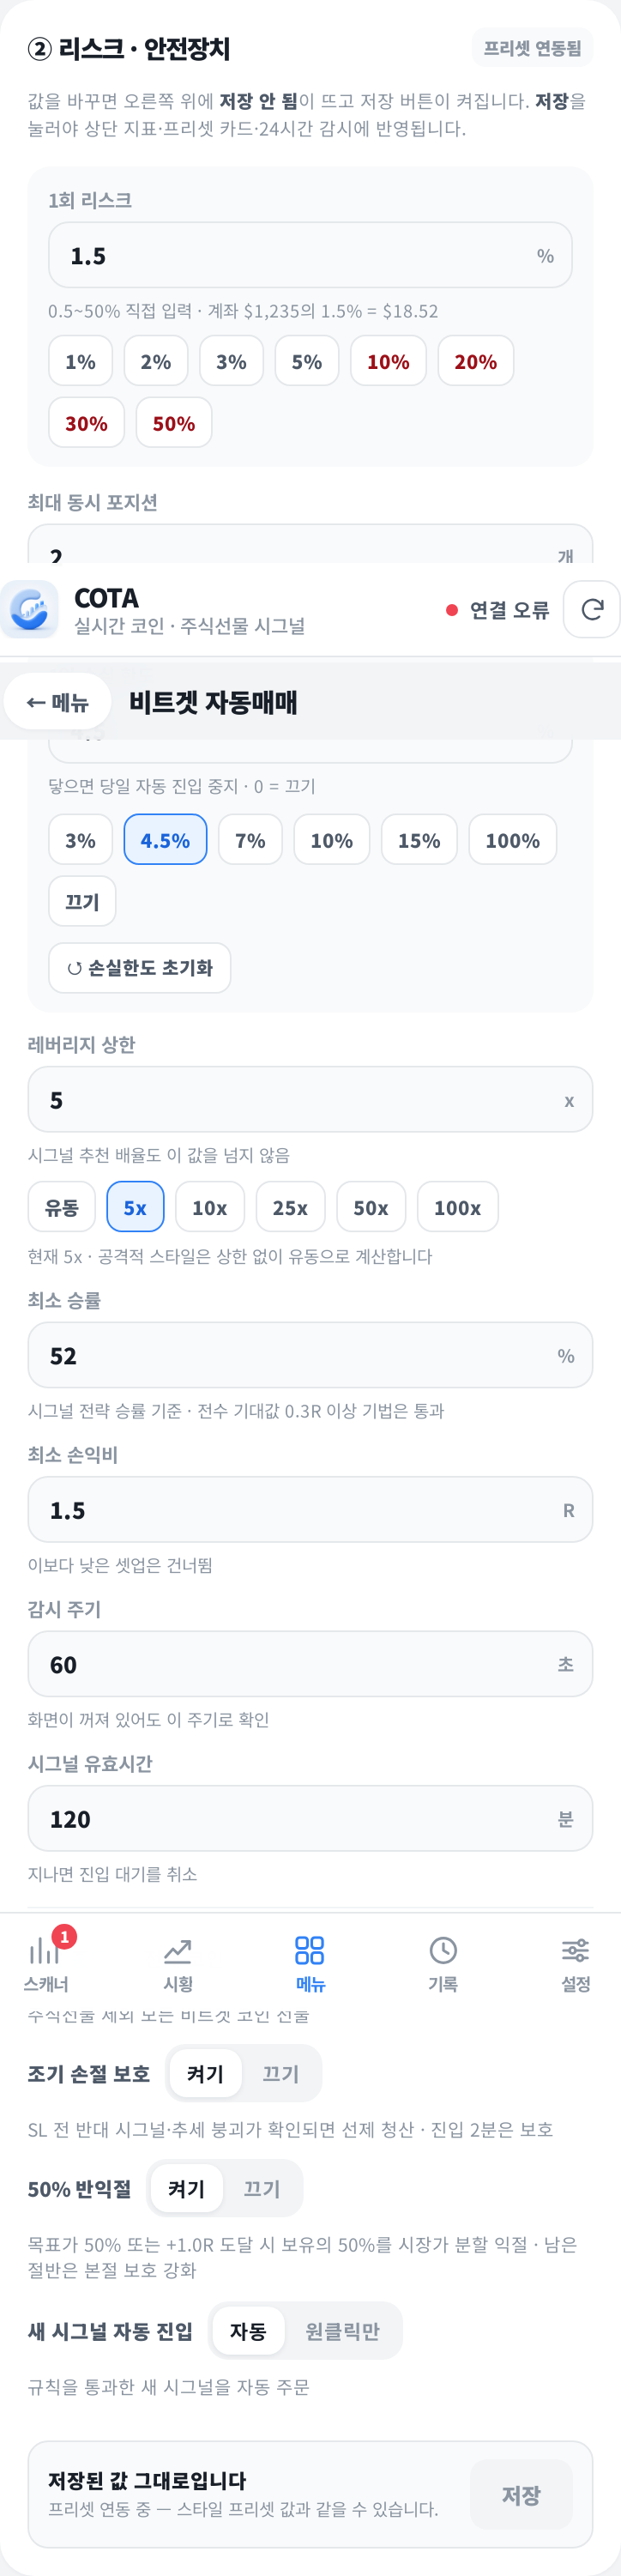 ② 리스크 · 안전장치
프리셋 연동됨
값을 바꾸면 오른쪽 위에 저장 안 됨이 뜨고 저장 버튼이 켜집니다. 저장을
눌러야 상단 지표·프리셋 카드·24시간 감시에 반영됩니다.
1회 리스크
1.5 %
0.5~50% 직접 입력 · 계좌 $1,235의 1.5% = $18.52
1% 2% 3% 5% 10% 20%
30% 50%
최대 동시 포지션
2 개
COTA
실시간 코인 · 주식선물 시그널
연결 오류
← 메뉴
비트겟 자동매매
닿으면 당일 자동 진입 중지 · 0 = 끄기
3% 4.5% 7% 10% 15% 100%
끄기
손실한도 초기화
레버리지 상한
5 x
시그널 추천 배율도 이 값을 넘지 않음
유동 5x 10x 25x 50x 100x
현재 5x · 공격적 스타일은 상한 없이 유동으로 계산합니다
최소 승률
52 %
시그널 전략 승률 기준 · 전수 기대값 0.3R 이상 기법은 통과
최소 손익비
1.5 R
이보다 낮은 셋업은 건너뜀
감시 주기
60 초
화면이 꺼져 있어도 이 주기로 확인
시그널 유효시간
120 분
지나면 진입 대기를 취소
1
스캐너 시황 메뉴 기록 설정
주식선물 제외 모든 비트겟 코인 선물
조기 손절 보호 켜기 끄기
SL 전 반대 시그널·추세 붕괴가 확인되면 선제 청산 · 진입 2분은 보호
50% 반익절 켜기 끄기
목표가 50% 또는 +1.0R 도달 시 보유의 50%를 시장가 분할 익절 · 남은
절반은 본절 보호 강화
새 시그널 자동 진입 자동 원클릭만
규칙을 통과한 새 시그널을 자동 주문
저장된 값 그대로입니다
프리셋 연동 중 — 스타일 프리셋 값과 같을 수 있습니다.
저장